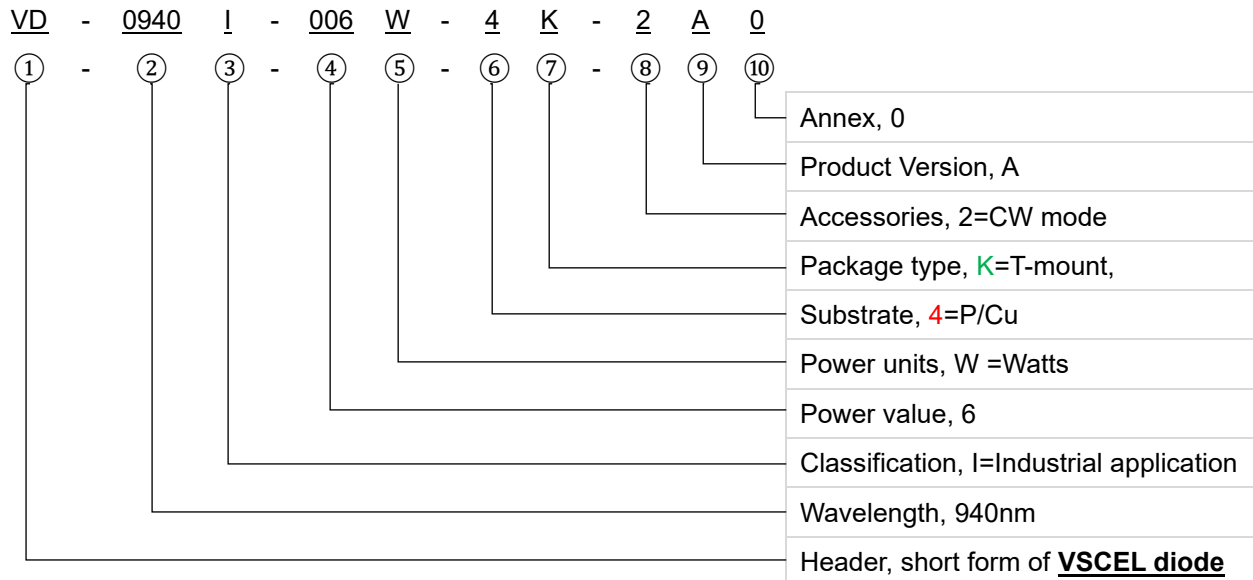 VD - 0940 I - 006 W - 4 K - 2 A 0
① - ② ③ - ④ ⑤ - ⑥ ⑦ - ⑧ ⑨ ⑩
Annex, 0
Product Version, A
Accessories, 2=CW mode
Package type, K=T-mount,
Substrate, 4=P/Cu
Power units, W =Watts
Power value, 6
Classification, I=Industrial application
Wavelength, 940nm
Header, short form of VSCEL diode